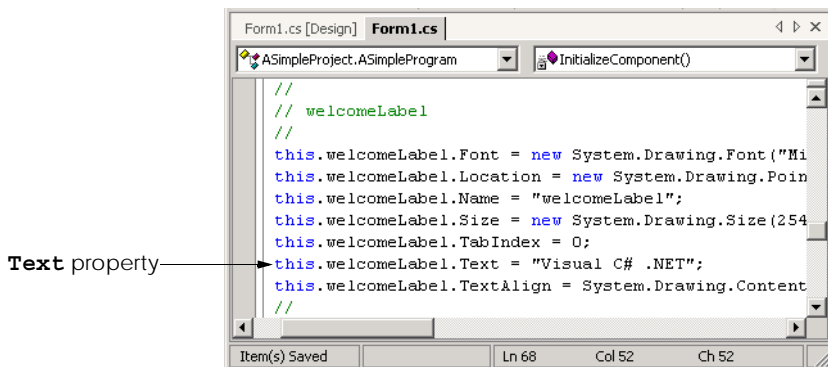 Form1.cs [Design] Form1.cs
ASimpleProject.ASimpleProgram InitializeComponent()
//
// welcomeLabel
//
this.welcomeLabel.Font = new System.Drawing.Font("Mi
this.welcomeLabel.Location = new System.Drawing.Poin
this.welcomeLabel.Name = "welcomeLabel";
this.welcomeLabel.Size = new System.Drawing.Size(254
this.welcomeLabel.TabIndex = 0;
Text property
this.welcomeLabel.Text = "Visual C# .NET";
this.welcomeLabel.TextAlign = System.Drawing.Content
//
Item(s) Saved Ln 68 Col 52 Ch 52